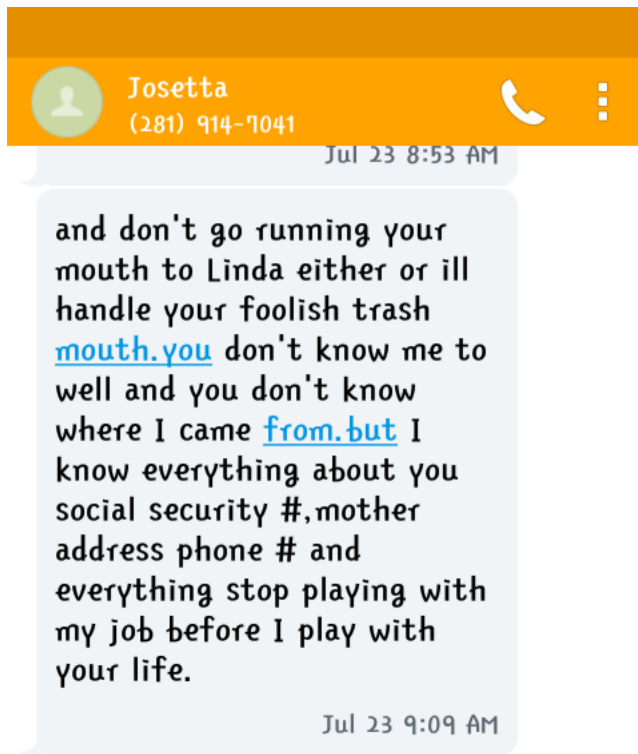 Josetta
(281) 914-7041
Jul 23 8:53 AM
and don't go running your
mouth to Linda either or ill
handle your foolish trash
mouth.you don't know me to
well and you don't know
where I came from.but I
know everything about you
social security #,mother
address phone # and
everything stop playing with
my job before I play with
your life.
Jul 23 9:09 AM